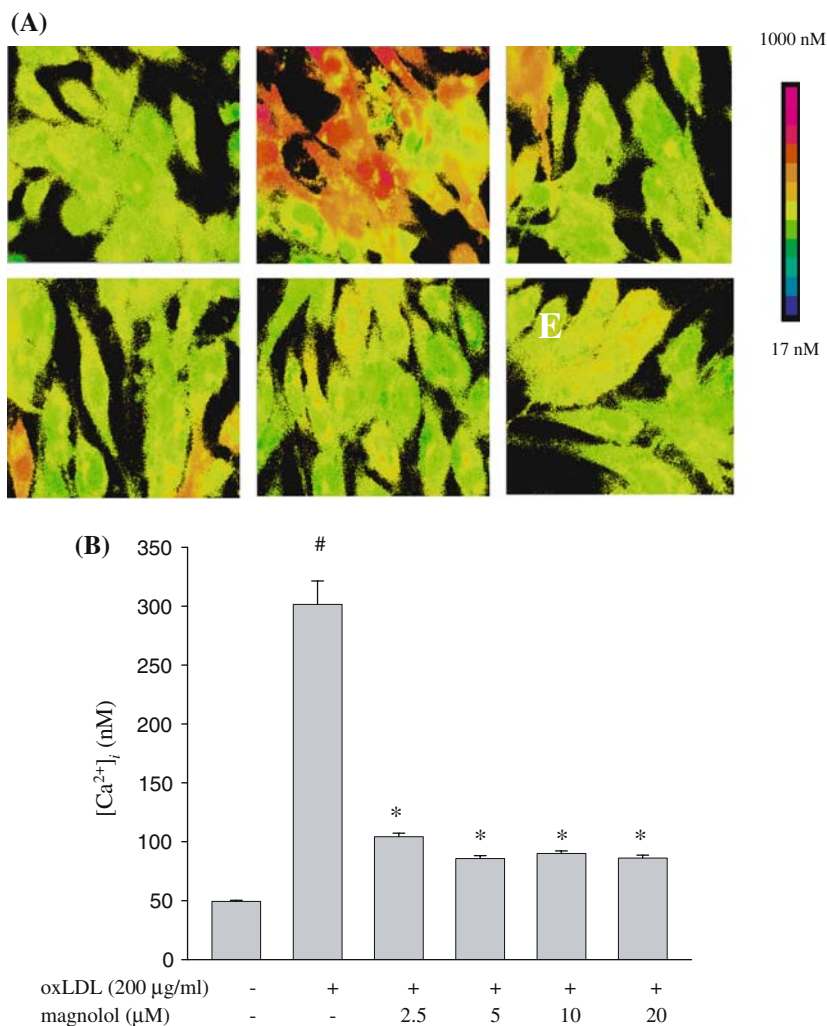 (A)
1000 nM
E
17 nM
(B)
350
#
300
250
200
150
100
50
0
[Ca²⁺]ᵢ (nM)
*
*
*
*
oxLDL (200 µg/ml) - + + + + +
magnolol (µM) - - 2.5 5 10 20